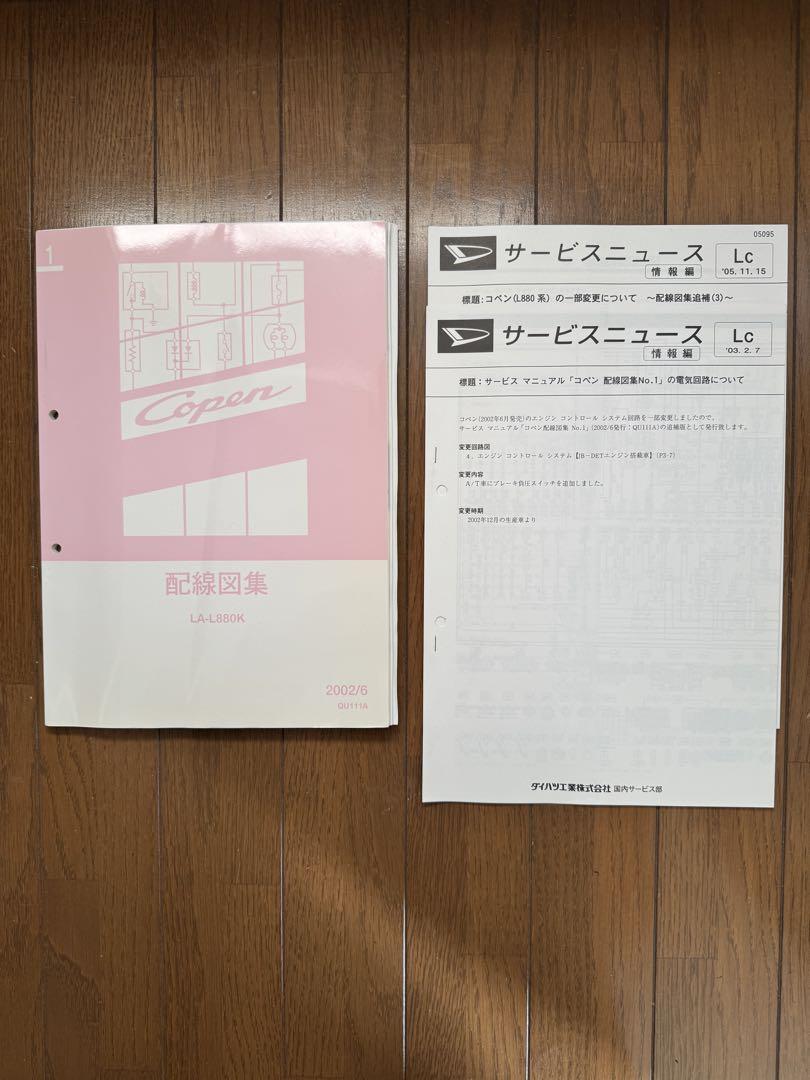 1
Copen
配線図集
LA-L880K
2002/6
QU111A
05095
サービスニュース
情報編
Lc
'05.11.15
標題:コペン(L880系)の一部変更について ~配線図集追補(3)~
サービスニュース
情報編
Lc
'03.2.7
標題:サービス マニュアル「コペン 配線図集No.1」の電気回路について
コペン(2002年6月発売)のエンジン コントロール システム回路を一部変更しましたので、
サービス マニュアル「コペン配線図集 No.1」(2002/6発行:QU111A)の追補版として発行致します。
変更回路図
4.エンジン コントロール システム【JB-DETエンジン搭載車】(P3-7)
変更内容
A/T車にブレーキ負圧スイッチを追加しました。
変更時期
2002年12月の生産車より
ダイハツ工業株式会社 国内サービス部